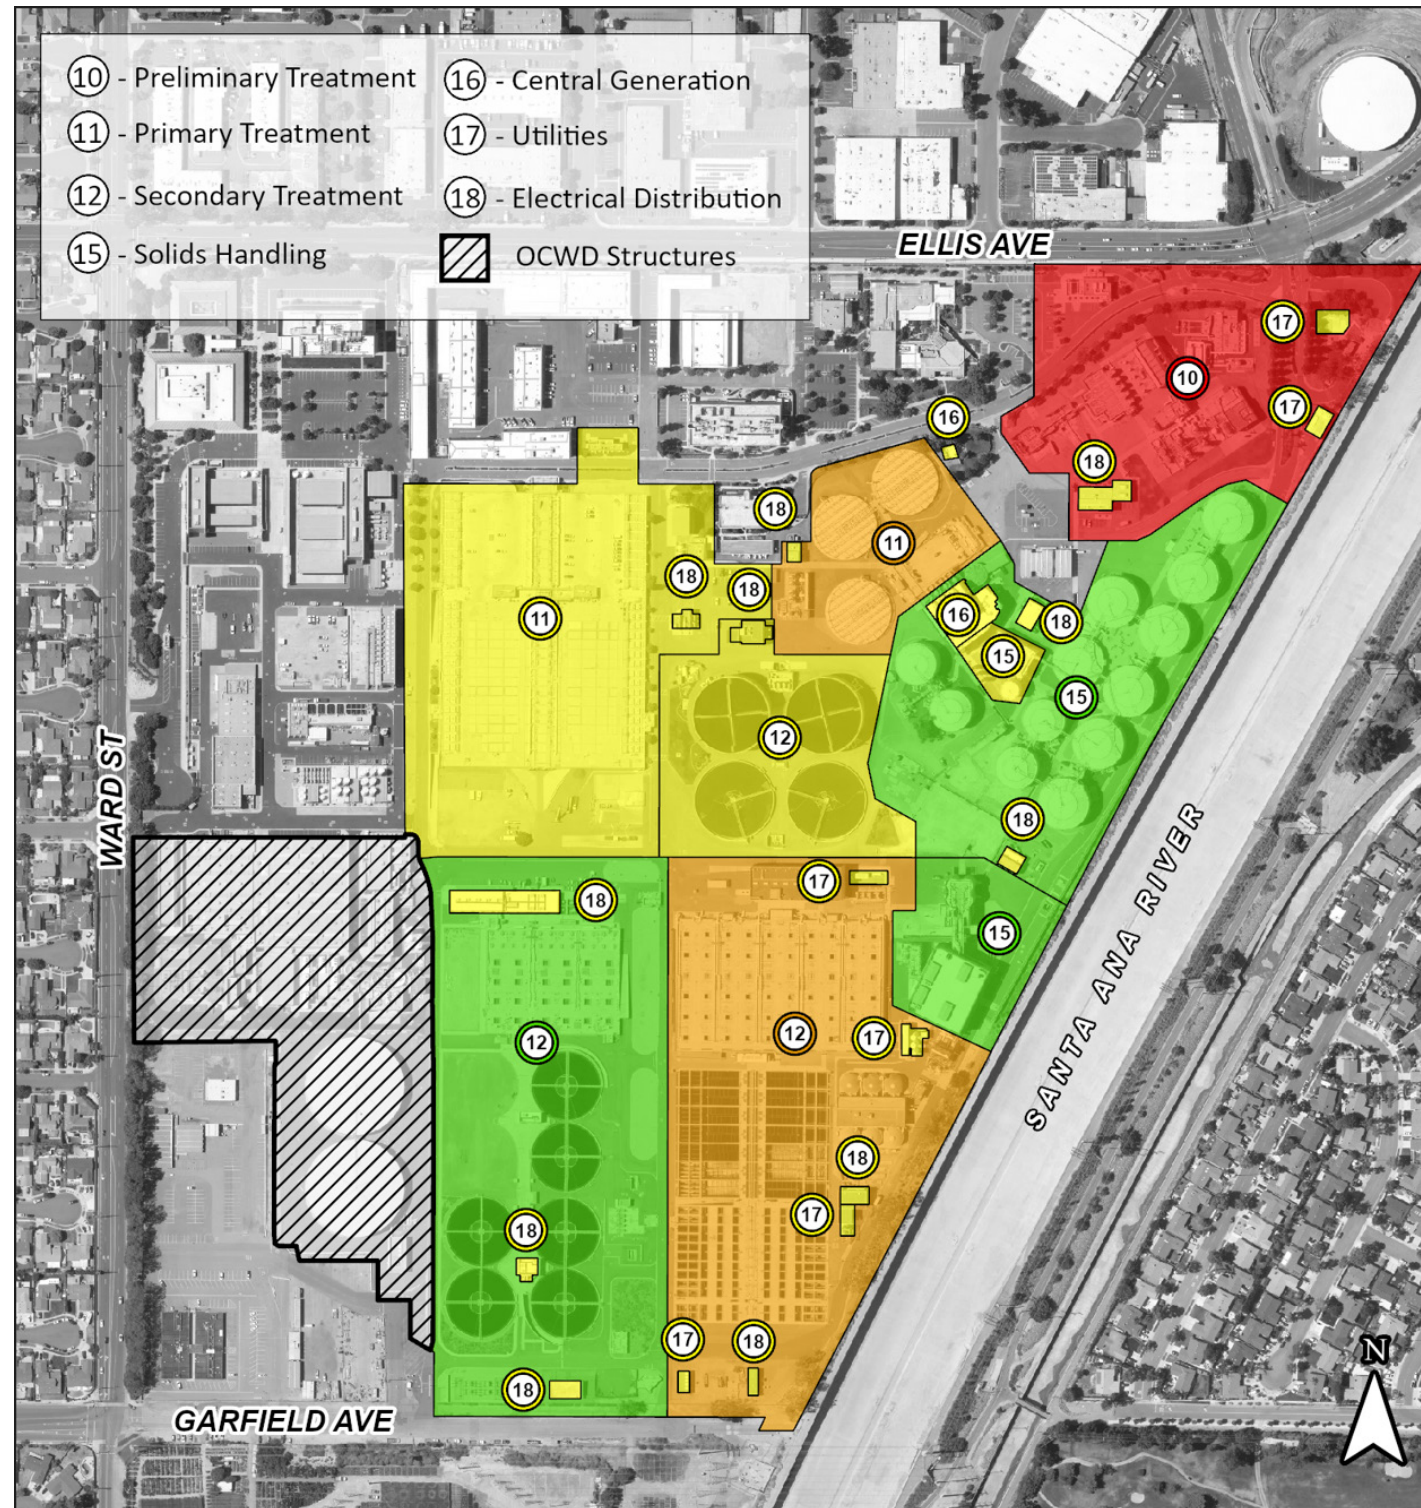 10 - Preliminary Treatment
11 - Primary Treatment
12 - Secondary Treatment
15 - Solids Handling
16 - Central Generation
17 - Utilities
18 - Electrical Distribution
OCWD Structures
ELLIS AVE
17
10
17
16
18
18
11
18
18
11
16
18
15
15
12
18
17
18
15
12
17
12
18
17
18
17
18
18
WARD ST
SANTA ANA RIVER
GARFIELD AVE
N